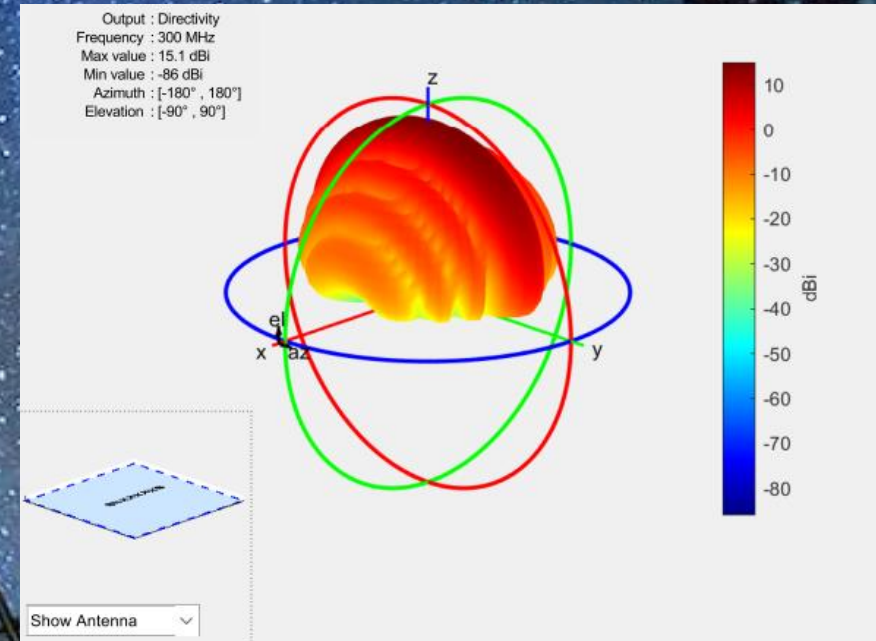 Output : Directivity
Frequency : 300 MHz
Max value : 15.1 dBi
Min value : -86 dBi
Azimuth : [-180° , 180°]
Elevation : [-90° , 90°]
z
el
x
az
y
10
0
-10
-20
-30
-40
-50
-60
-70
-80
dBi
Show Antenna